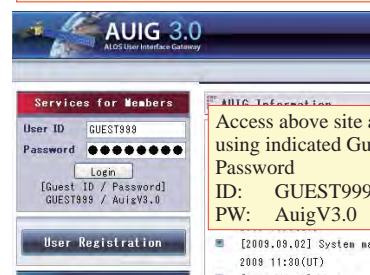 AUIG 3.0
ALOS User Interface Gateway
Services for Members
User ID GUEST999
Password
Login
[Guest ID / Password]
GUEST999 / AuigV3.0
User Registration
AUIG Information
Access above site a
using indicated Gu
Password
ID: GUEST999
PW: AuigV3.0
[2009.09.02] System ma
2009 11:30(UT)